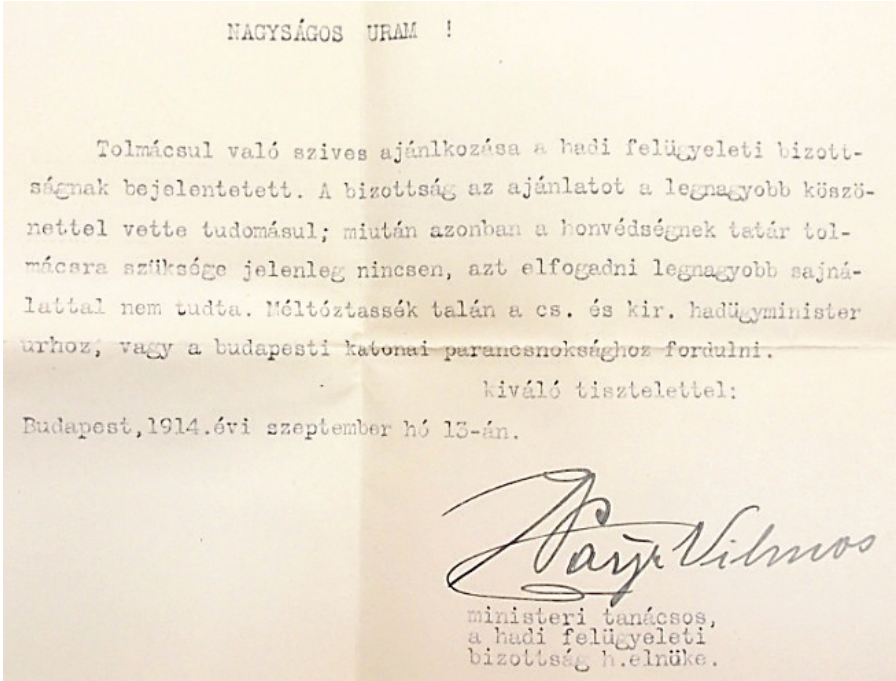 NAGYSÁGOS URAM !
Tolmácsul való szives ajánlkozása a hadi felügyeleti bizott-
ságnak bejelentetett. A bizottság az ajánlatot a legnagyobb köszö-
nettel vette tudomásul; miután azonban a honvédségnek tatár tol-
mácsra szüksége jelenleg nincsen, azt elfogadni legnagyobb sajná-
lattal nem tudta. Méltóztassék talán a cs. és kir. hadügyminister
urhoz, vagy a budapesti katonai parancsnoksághoz fordulni.
kiváló tisztelettel:
Budapest,1914.évi szeptember hó 13-án.
Vilmos
ministeri tanácsos,
a hadi felügyeleti
bizottság h.elnüke.